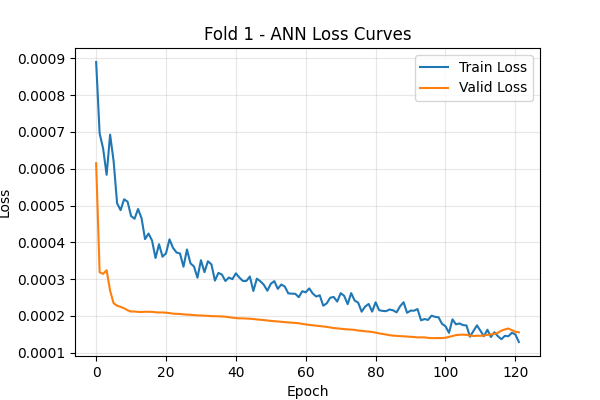 Fold 1 - ANN Loss Curves
Train Loss
Valid Loss
0.0009
0.0008
0.0007
0.0006
0.0005
0.0004
0.0003
0.0002
0.0001
Loss
0 20 40 60 80 100 120
Epoch